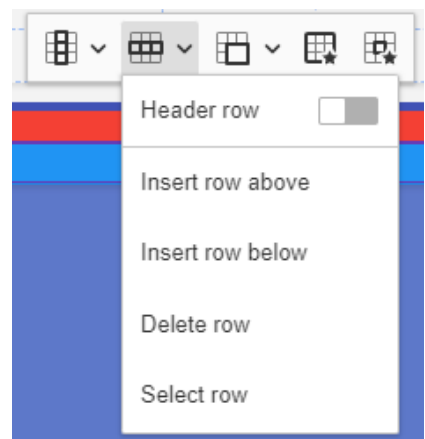 Header row
Insert row above
Insert row below
Delete row
Select row